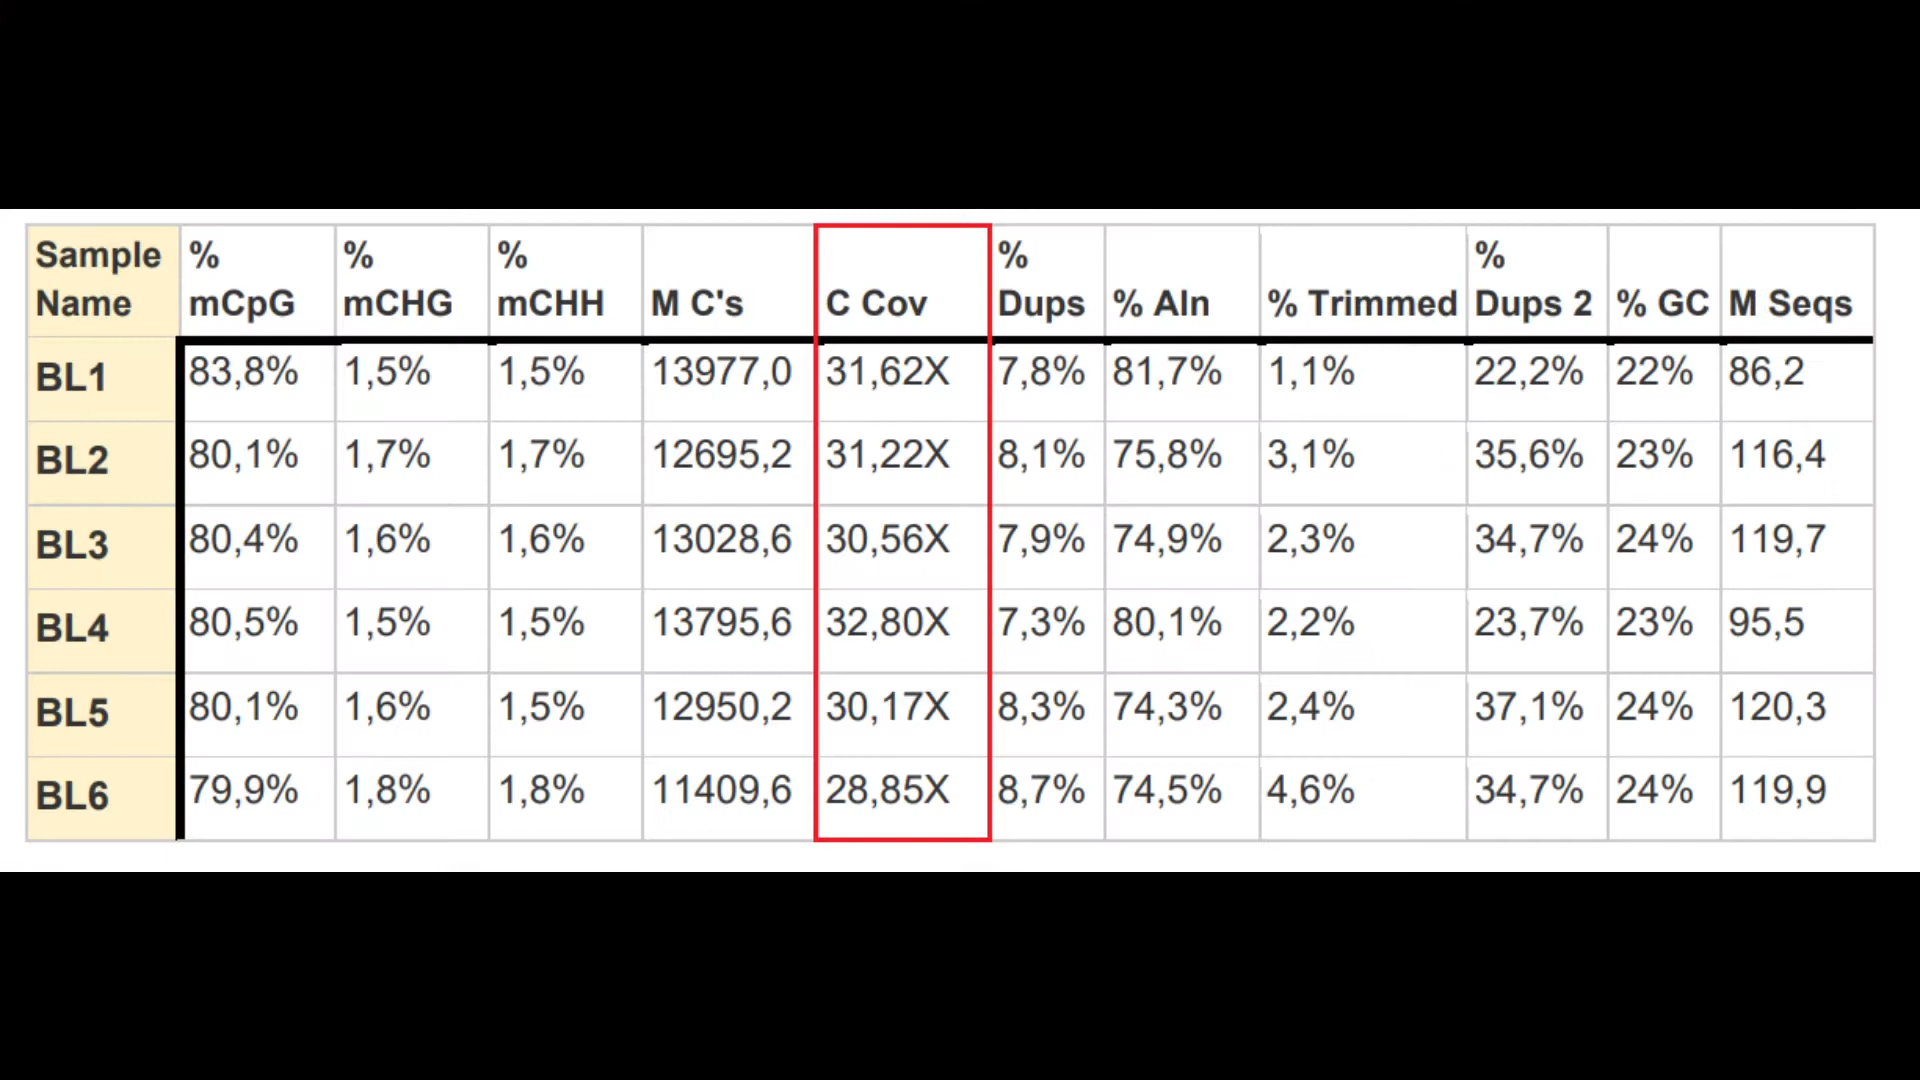 Sample Name % mCpG % mCHG % mCHH M C's C Cov % Dups % Aln % Trimmed % Dups 2 % GC M Seqs
BL1 83,8% 1,5% 1,5% 13977,0 31,62X 7,8% 81,7% 1,1% 22,2% 22% 86,2
BL2 80,1% 1,7% 1,7% 12695,2 31,22X 8,1% 75,8% 3,1% 35,6% 23% 116,4
BL3 80,4% 1,6% 1,6% 13028,6 30,56X 7,9% 74,9% 2,3% 34,7% 24% 119,7
BL4 80,5% 1,5% 1,5% 13795,6 32,80X 7,3% 80,1% 2,2% 23,7% 23% 95,5
BL5 80,1% 1,6% 1,5% 12950,2 30,17X 8,3% 74,3% 2,4% 37,1% 24% 120,3
BL6 79,9% 1,8% 1,8% 11409,6 28,85X 8,7% 74,5% 4,6% 34,7% 24% 119,9